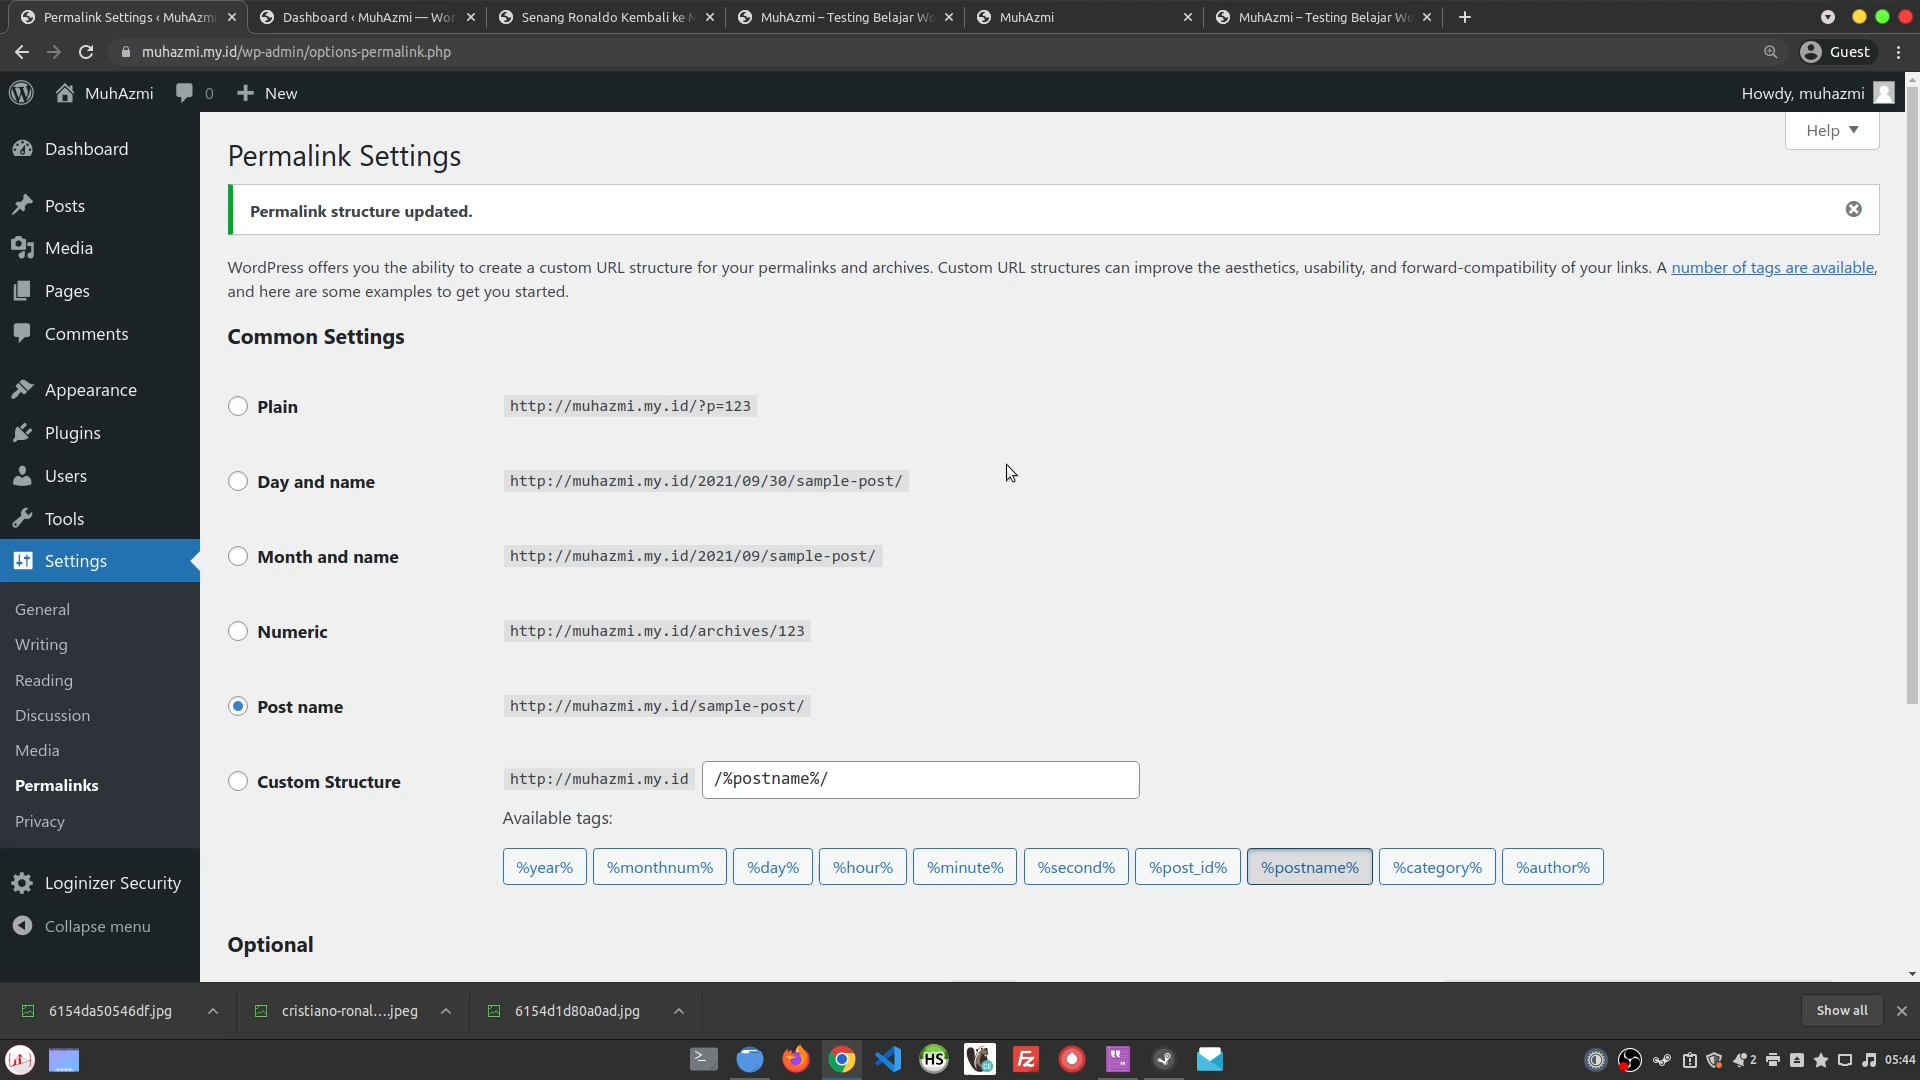 Permalink Settings ‹ MuhAzmi
Dashboard ‹ MuhAzmi — Wor
Senang Ronaldo Kembali ke M
MuhAzmi – Testing Belajar Wo
MuhAzmi
MuhAzmi – Testing Belajar Wo
muhazmi.my.id/wp-admin/options-permalink.php
Guest
MuhAzmi
0
New
Howdy, muhazmi
Help
Dashboard
Posts
Media
Pages
Comments
Appearance
Plugins
Users
Tools
Settings
General
Writing
Reading
Discussion
Media
Permalinks
Privacy
Loginizer Security
Collapse menu
Permalink Settings
Permalink structure updated.
WordPress offers you the ability to create a custom URL structure for your permalinks and archives. Custom URL structures can improve the aesthetics, usability, and forward-compatibility of your links. A number of tags are available,
and here are some examples to get you started.
Common Settings
Plain http://muhazmi.my.id/?p=123
Day and name http://muhazmi.my.id/2021/09/30/sample-post/
Month and name http://muhazmi.my.id/2021/09/sample-post/
Numeric http://muhazmi.my.id/archives/123
Post name http://muhazmi.my.id/sample-post/
Custom Structure http://muhazmi.my.id /%postname%/
Available tags:
%year% %monthnum% %day% %hour% %minute% %second% %post_id% %postname% %category% %author%
Optional
6154da50546df.jpg
cristiano-ronal....jpeg
6154d1d80a0ad.jpg
Show all
HS
CE
FZ
2
05:44